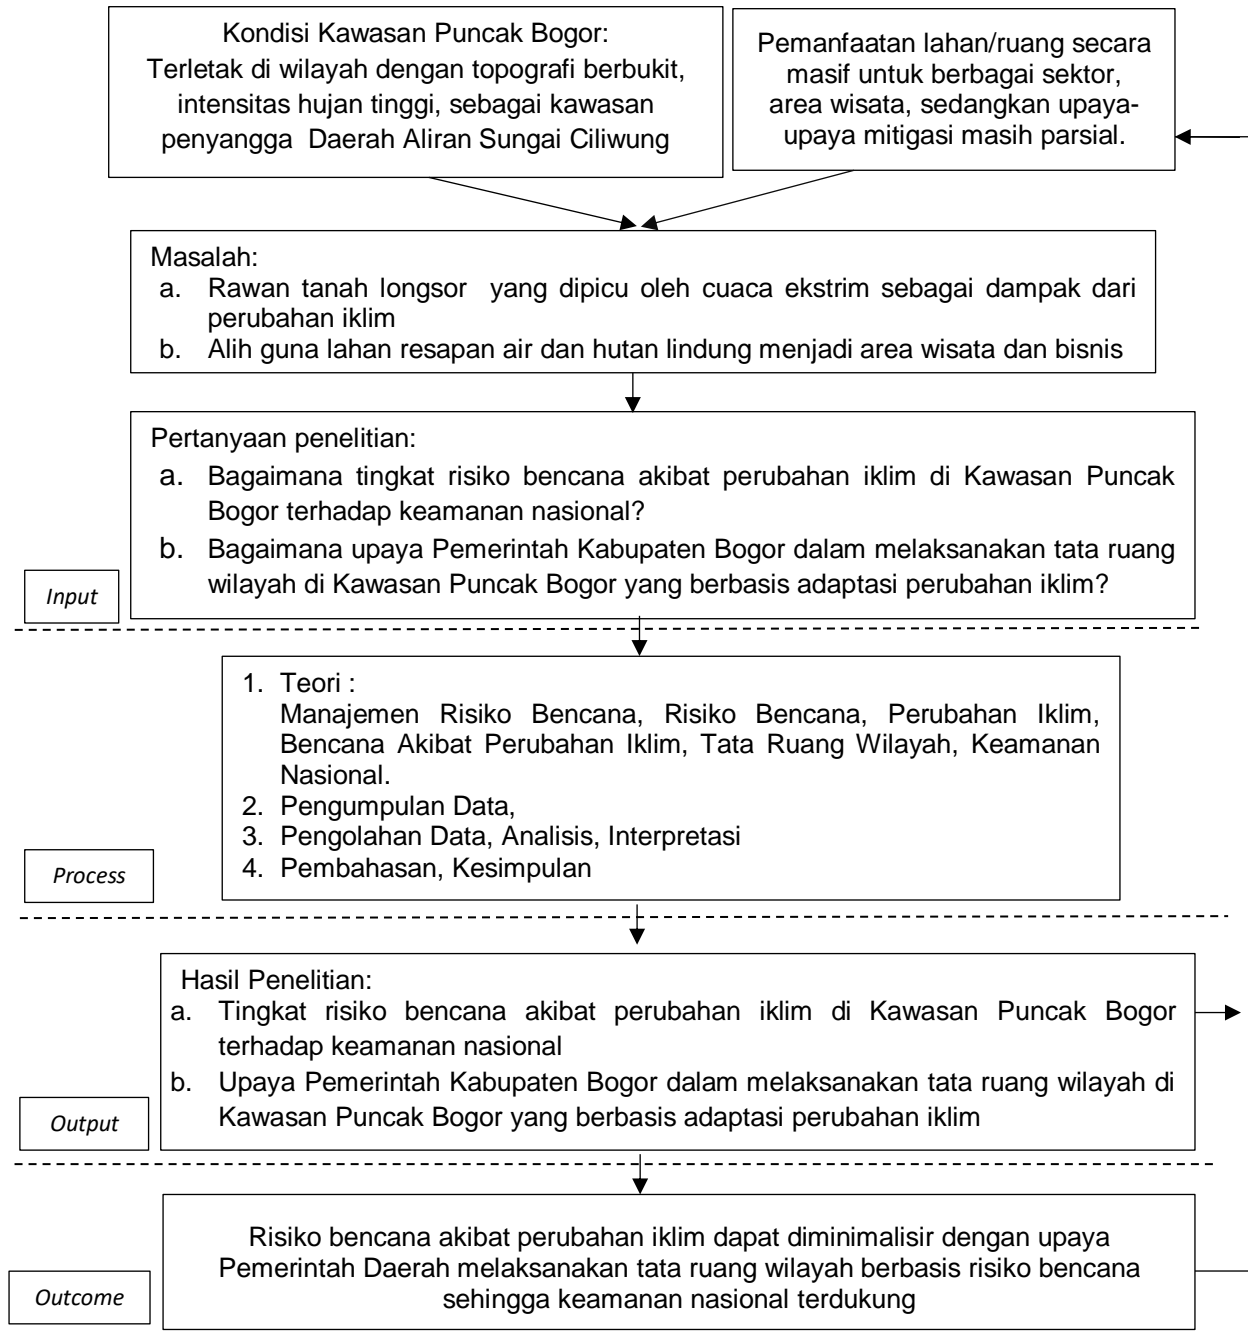 Kondisi Kawasan Puncak Bogor:
Terletak di wilayah dengan topografi berbukit,
intensitas hujan tinggi, sebagai kawasan
penyangga Daerah Aliran Sungai Ciliwung
Pemanfaatan lahan/ruang secara
masif untuk berbagai sektor,
area wisata, sedangkan upaya-
upaya mitigasi masih parsial.
Masalah:
a. Rawan tanah longsor yang dipicu oleh cuaca ekstrim sebagai dampak dari
perubahan iklim
b. Alih guna lahan resapan air dan hutan lindung menjadi area wisata dan bisnis
Pertanyaan penelitian:
a. Bagaimana tingkat risiko bencana akibat perubahan iklim di Kawasan Puncak
Bogor terhadap keamanan nasional?
b. Bagaimana upaya Pemerintah Kabupaten Bogor dalam melaksanakan tata ruang
wilayah di Kawasan Puncak Bogor yang berbasis adaptasi perubahan iklim?
Input
1. Teori :
Manajemen Risiko Bencana, Risiko Bencana, Perubahan Iklim,
Bencana Akibat Perubahan Iklim, Tata Ruang Wilayah, Keamanan
Nasional.
2. Pengumpulan Data,
3. Pengolahan Data, Analisis, Interpretasi
4. Pembahasan, Kesimpulan
Process
Hasil Penelitian:
a. Tingkat risiko bencana akibat perubahan iklim di Kawasan Puncak Bogor
terhadap keamanan nasional
b. Upaya Pemerintah Kabupaten Bogor dalam melaksanakan tata ruang wilayah di
Kawasan Puncak Bogor yang berbasis adaptasi perubahan iklim
Output
Risiko bencana akibat perubahan iklim dapat diminimalisir dengan upaya
Pemerintah Daerah melaksanakan tata ruang wilayah berbasis risiko bencana
sehingga keamanan nasional terdukung
Outcome